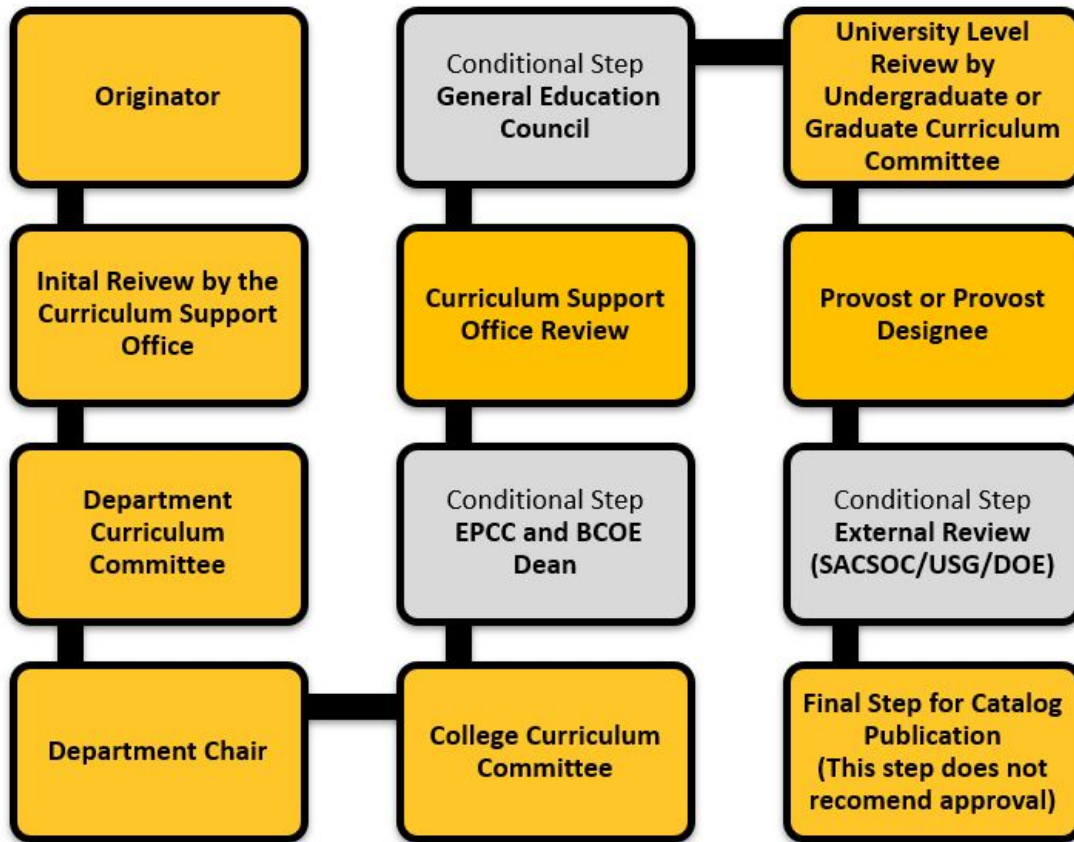 Originator
Inital Reivew by the
Curriculum Support
Office
Department
Curriculum
Committee
Department Chair
College Curriculum
Committee
Conditional Step
EPCC and BCOE
Dean
Curriculum Support
Office Review
Conditional Step
General Education
Council
University Level
Reivew by
Undergraduate or
Graduate Curriculum
Committee
Provost or Provost
Designee
Conditional Step
External Review
(SACSOC/USG/DOE)
Final Step for Catalog
Publication
(This step does not
recomend approval)